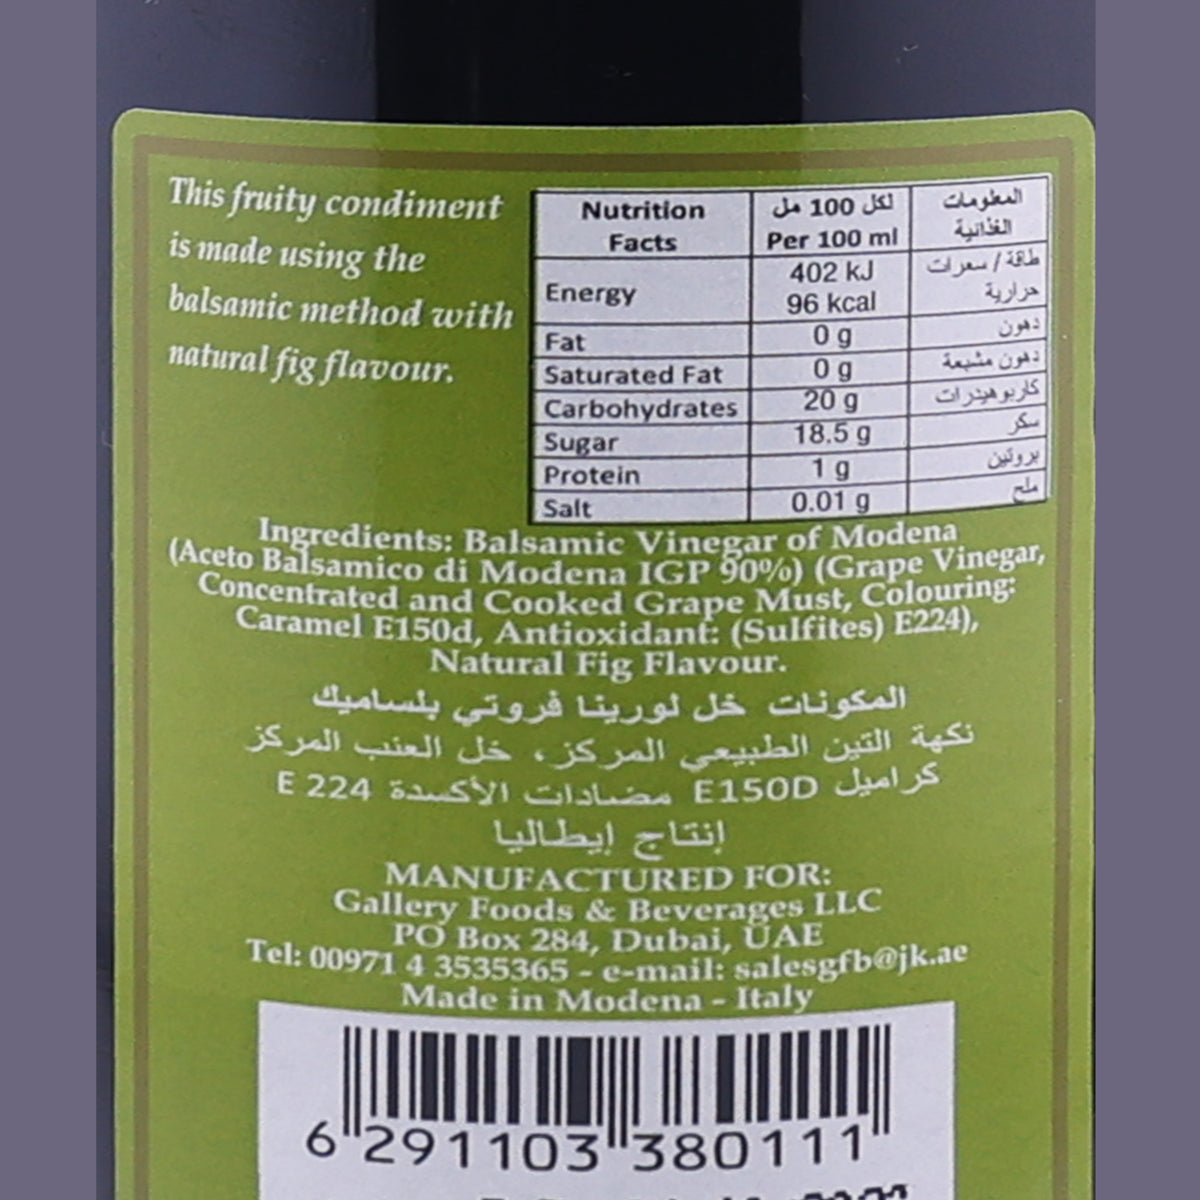 This fruity condiment
is made using the
balsamic method with
natural fig flavour.
Nutrition Facts لكل 100 مل Per 100 ml المعلومات الغذائية
Energy 402 kJ 96 kcal طاقة / سعرات حرارية
Fat 0 g دهون
Saturated Fat 0 g دهون مشبعة
Carbohydrates 20 g كاربوهيدرات
Sugar 18.5 g سكر
Protein 1 g بروتين
Salt 0.01 g ملح
Ingredients: Balsamic Vinegar of Modena
(Aceto Balsamico di Modena IGP 90%) (Grape Vinegar,
Concentrated and Cooked Grape Must, Colouring:
Caramel E150d, Antioxidant: (Sulfites) E224),
Natural Fig Flavour.
المكونات خل لورينا فروتي بلساميك
نكهة التين الطبيعي المركز، خل العنب المركز
كراميل E150D مضادات الأكسدة E 224
إنتاج إيطاليا
MANUFACTURED FOR:
Gallery Foods & Beverages LLC
PO Box 284, Dubai, UAE
Tel: 00971 4 3535365 - e-mail: salesgfb@jk.ae
Made in Modena - Italy
6 291103 380111